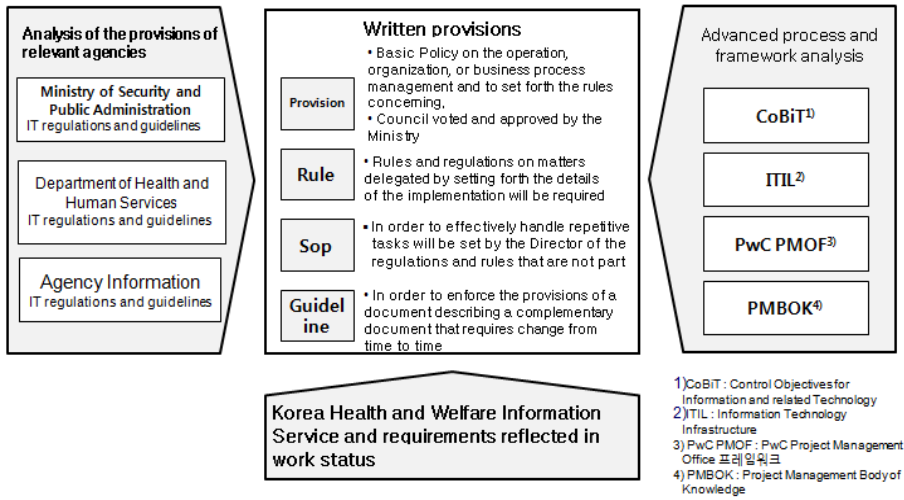 Analysis of the provisions of
relevant agencies
Ministry of Security and
Public Administration
IT regulations and guidelines
Department of Health and
Human Services
IT regulations and guidelines
Agency Information
IT regulations and guidelines
Written provisions
Provision
• Basic Policy on the operation,
organization, or business process
management and to set forth the rules
concerning,
• Council voted and approved by the
Ministry
Rule
• Rules and regulations on matters
delegated by setting forth the details
of the implementation will be required
Sop
▪ In order to effectively handle repetitive
tasks will be set by the Director of the
regulations and rules that are not part
Guidel
ine
• In order to enforce the provisions of a
document describing a complementary
document that requires change from
time to time
Advanced process and
framework analysis
CoBiT1)
ITIL2)
PwC PMOF3)
PMBOK4)
Korea Health and Welfare Information
Service and requirements reflected in
work status
1)CoBiT : Control Objectives for
Information and related Technology
2)ITIL : Information Technology
Infrastructure
3) PwC PMOF : PwC Project Management
Office 프레임워크
4) PMBOK : Project Management Body of
Knowledge